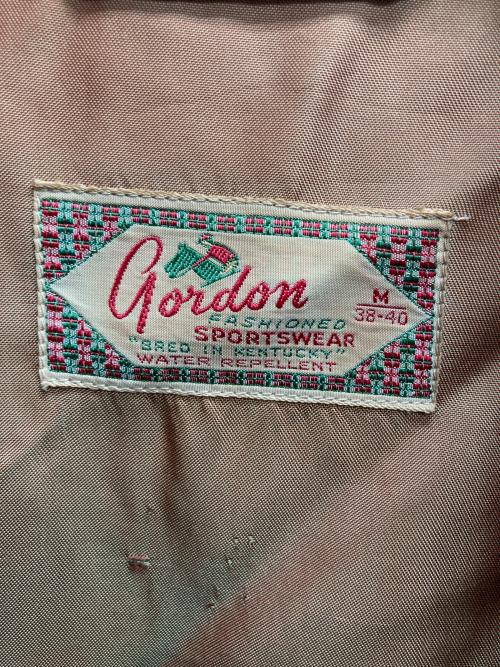 Gordon
FASHIONED
SPORTSWEAR
"BRED IN KENTUCKY"
WATER REPELLENT
M
38-40